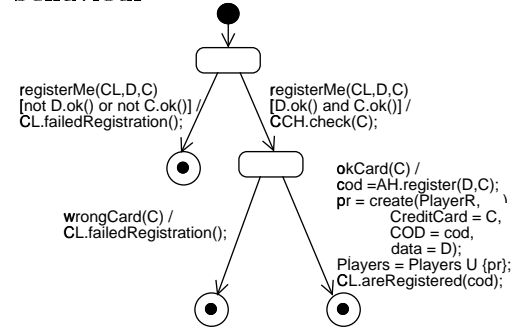 behaviour
registerMe(CL,D,C)
[not D.ok() or not C.ok()] /
CL.failedRegistration();
registerMe(CL,D,C)
[D.ok() and C.ok()] /
CCH.check(C);
okCard(C) /
cod =AH.register(D,C);
pr = create(PlayerR,
CreditCard = C,
COD = cod,
data = D);
Players = Players U {pr};
CL.areRegistered(cod);
wrongCard(C) /
CL.failedRegistration();